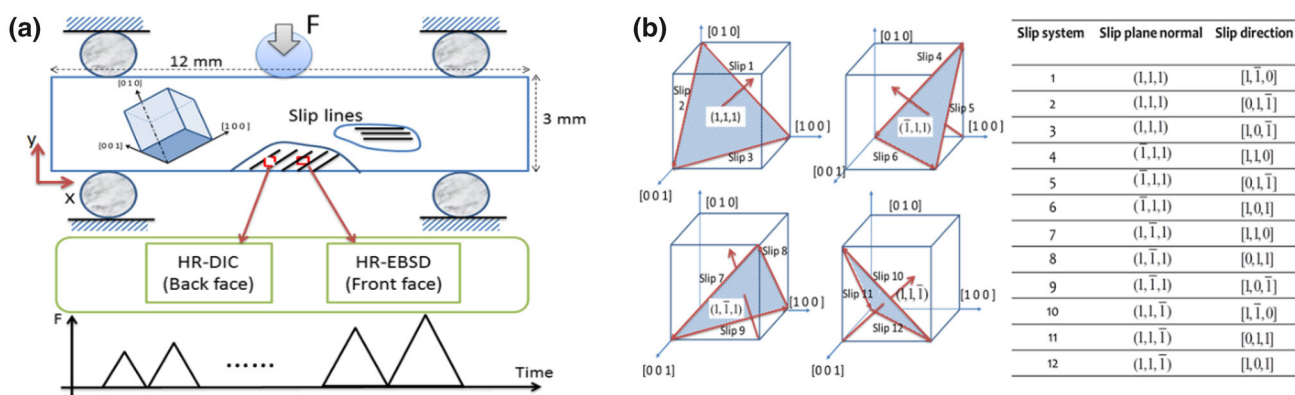 (a)
F
12 mm
[0 1 0]
[1 0 0]
[0 0 1]
Slip lines
3 mm
y
x
HR-DIC
(Back face)
HR-EBSD
(Front face)
F
......
Time
(b)
[0 1 0]
Slip 1
Slip
2
(1,1,1)
[1 0 0]
Slip 3
[0 0 1]
[0 1 0]
Slip 4
Slip 5
(1̅,1,1)
[1 0 0]
Slip 6
[0 0 1]
[0 1 0]
Slip 8
Slip 7
(1,1̅,1)
[1 0 0]
Slip 9
[0 0 1]
[0 1 0]
Slip 10
Slip 11
(1,1,1̅)
[1 0 0]
Slip 12
[0 0 1]
Slip system Slip plane normal Slip direction
1 (1,1,1) [1,1̅,0]
2 (1,1,1) [0,1,1̅]
3 (1,1,1) [1,0,1̅]
4 (1̅,1,1) [1,1,0]
5 (1̅,1,1) [0,1,1̅]
6 (1̅,1,1) [1,0,1]
7 (1,1̅,1) [1,1,0]
8 (1,1̅,1) [0,1,1]
9 (1,1̅,1) [1,0,1̅]
10 (1,1,1̅) [1,1̅,0]
11 (1,1,1̅) [0,1,1]
12 (1,1,1̅) [1,0,1]